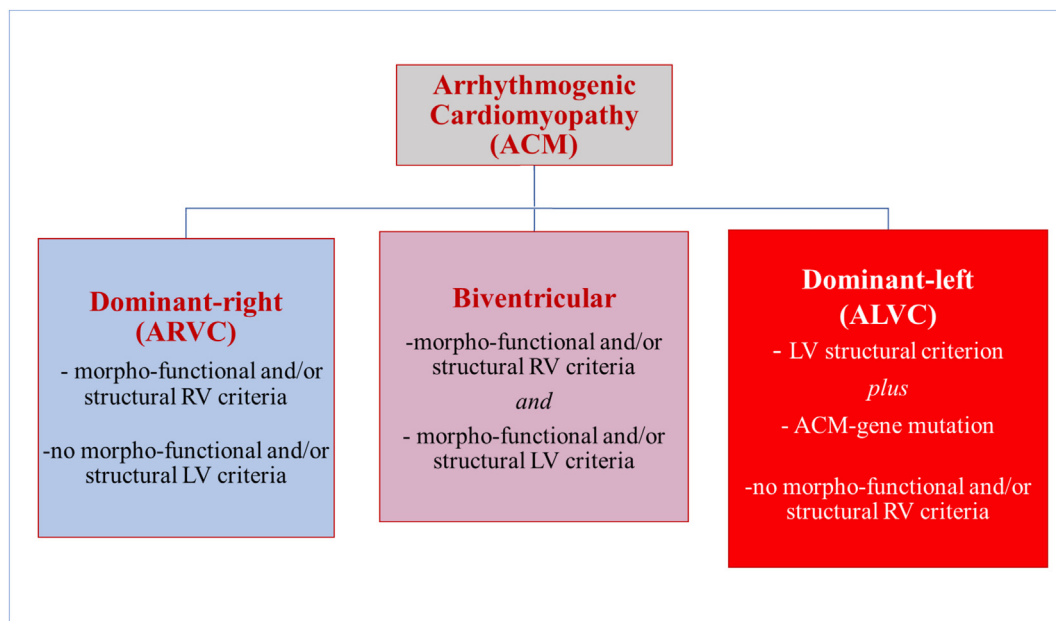 Arrhythmogenic
Cardiomyopathy
(ACM)
Dominant-right
(ARVC)
- morpho-functional and/or
structural RV criteria
-no morpho-functional and/or
structural LV criteria
Biventricular
-morpho-functional and/or
structural RV criteria
and
- morpho-functional and/or
structural LV criteria
Dominant-left
(ALVC)
- LV structural criterion
plus
- ACM-gene mutation
-no morpho-functional and/or
structural RV criteria